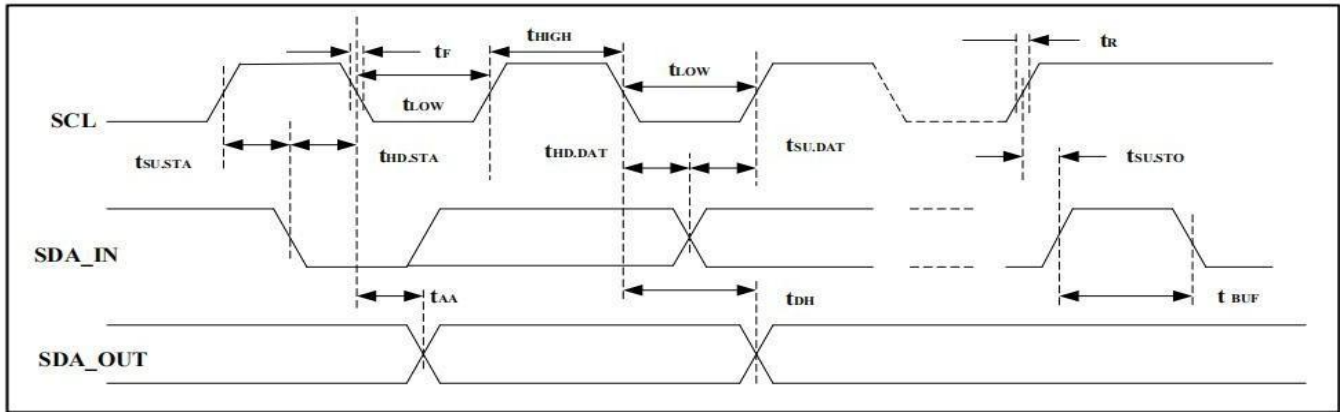 tF
tHIGH
tR
tLOW
tLOW
SCL
tSU.STA
tHD.STA
tHD.DAT
tSU.DAT
tSU.STO
SDA_IN
tAA
tDH
t BUF
SDA_OUT